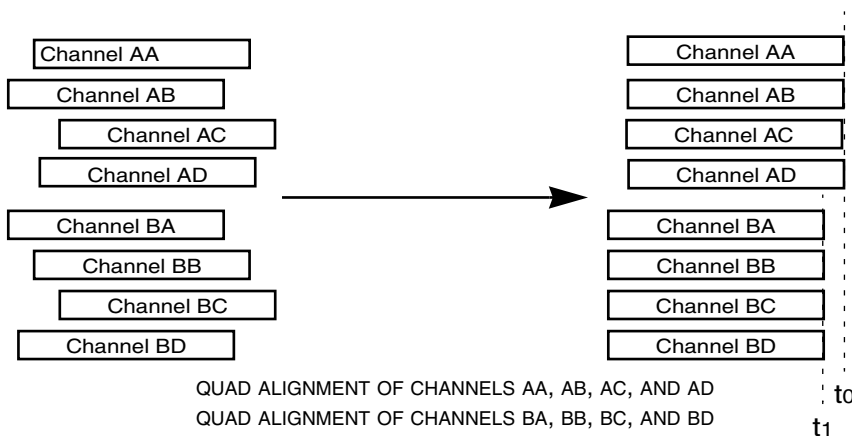 Channel AA
Channel AB
Channel AC
Channel AD
Channel BA
Channel BB
Channel BC
Channel BD
Channel AA
Channel AB
Channel AC
Channel AD
Channel BA
Channel BB
Channel BC
Channel BD
QUAD ALIGNMENT OF CHANNELS AA, AB, AC, AND AD
QUAD ALIGNMENT OF CHANNELS BA, BB, BC, AND BD
t0
t1